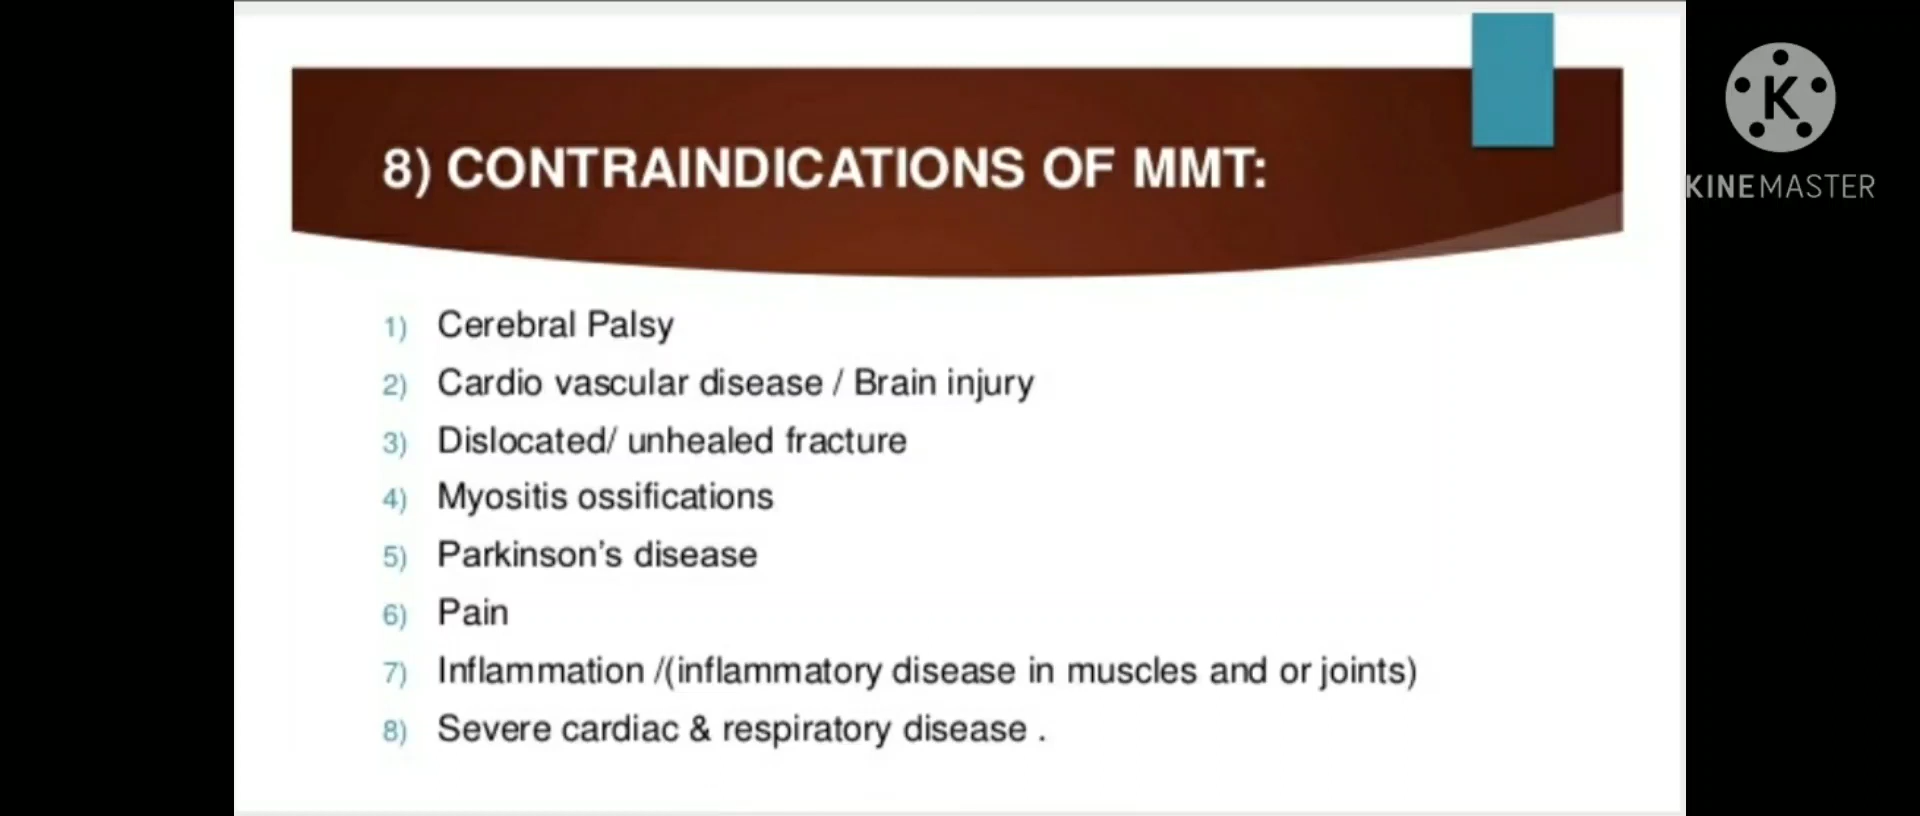 8) CONTRAINDICATIONS OF MMT:
K
KINEMASTER
1) Cerebral Palsy
2) Cardio vascular disease / Brain injury
3) Dislocated/ unhealed fracture
4) Myositis ossifications
5) Parkinson’s disease
6) Pain
7) Inflammation /(inflammatory disease in muscles and or joints)
8) Severe cardiac & respiratory disease .